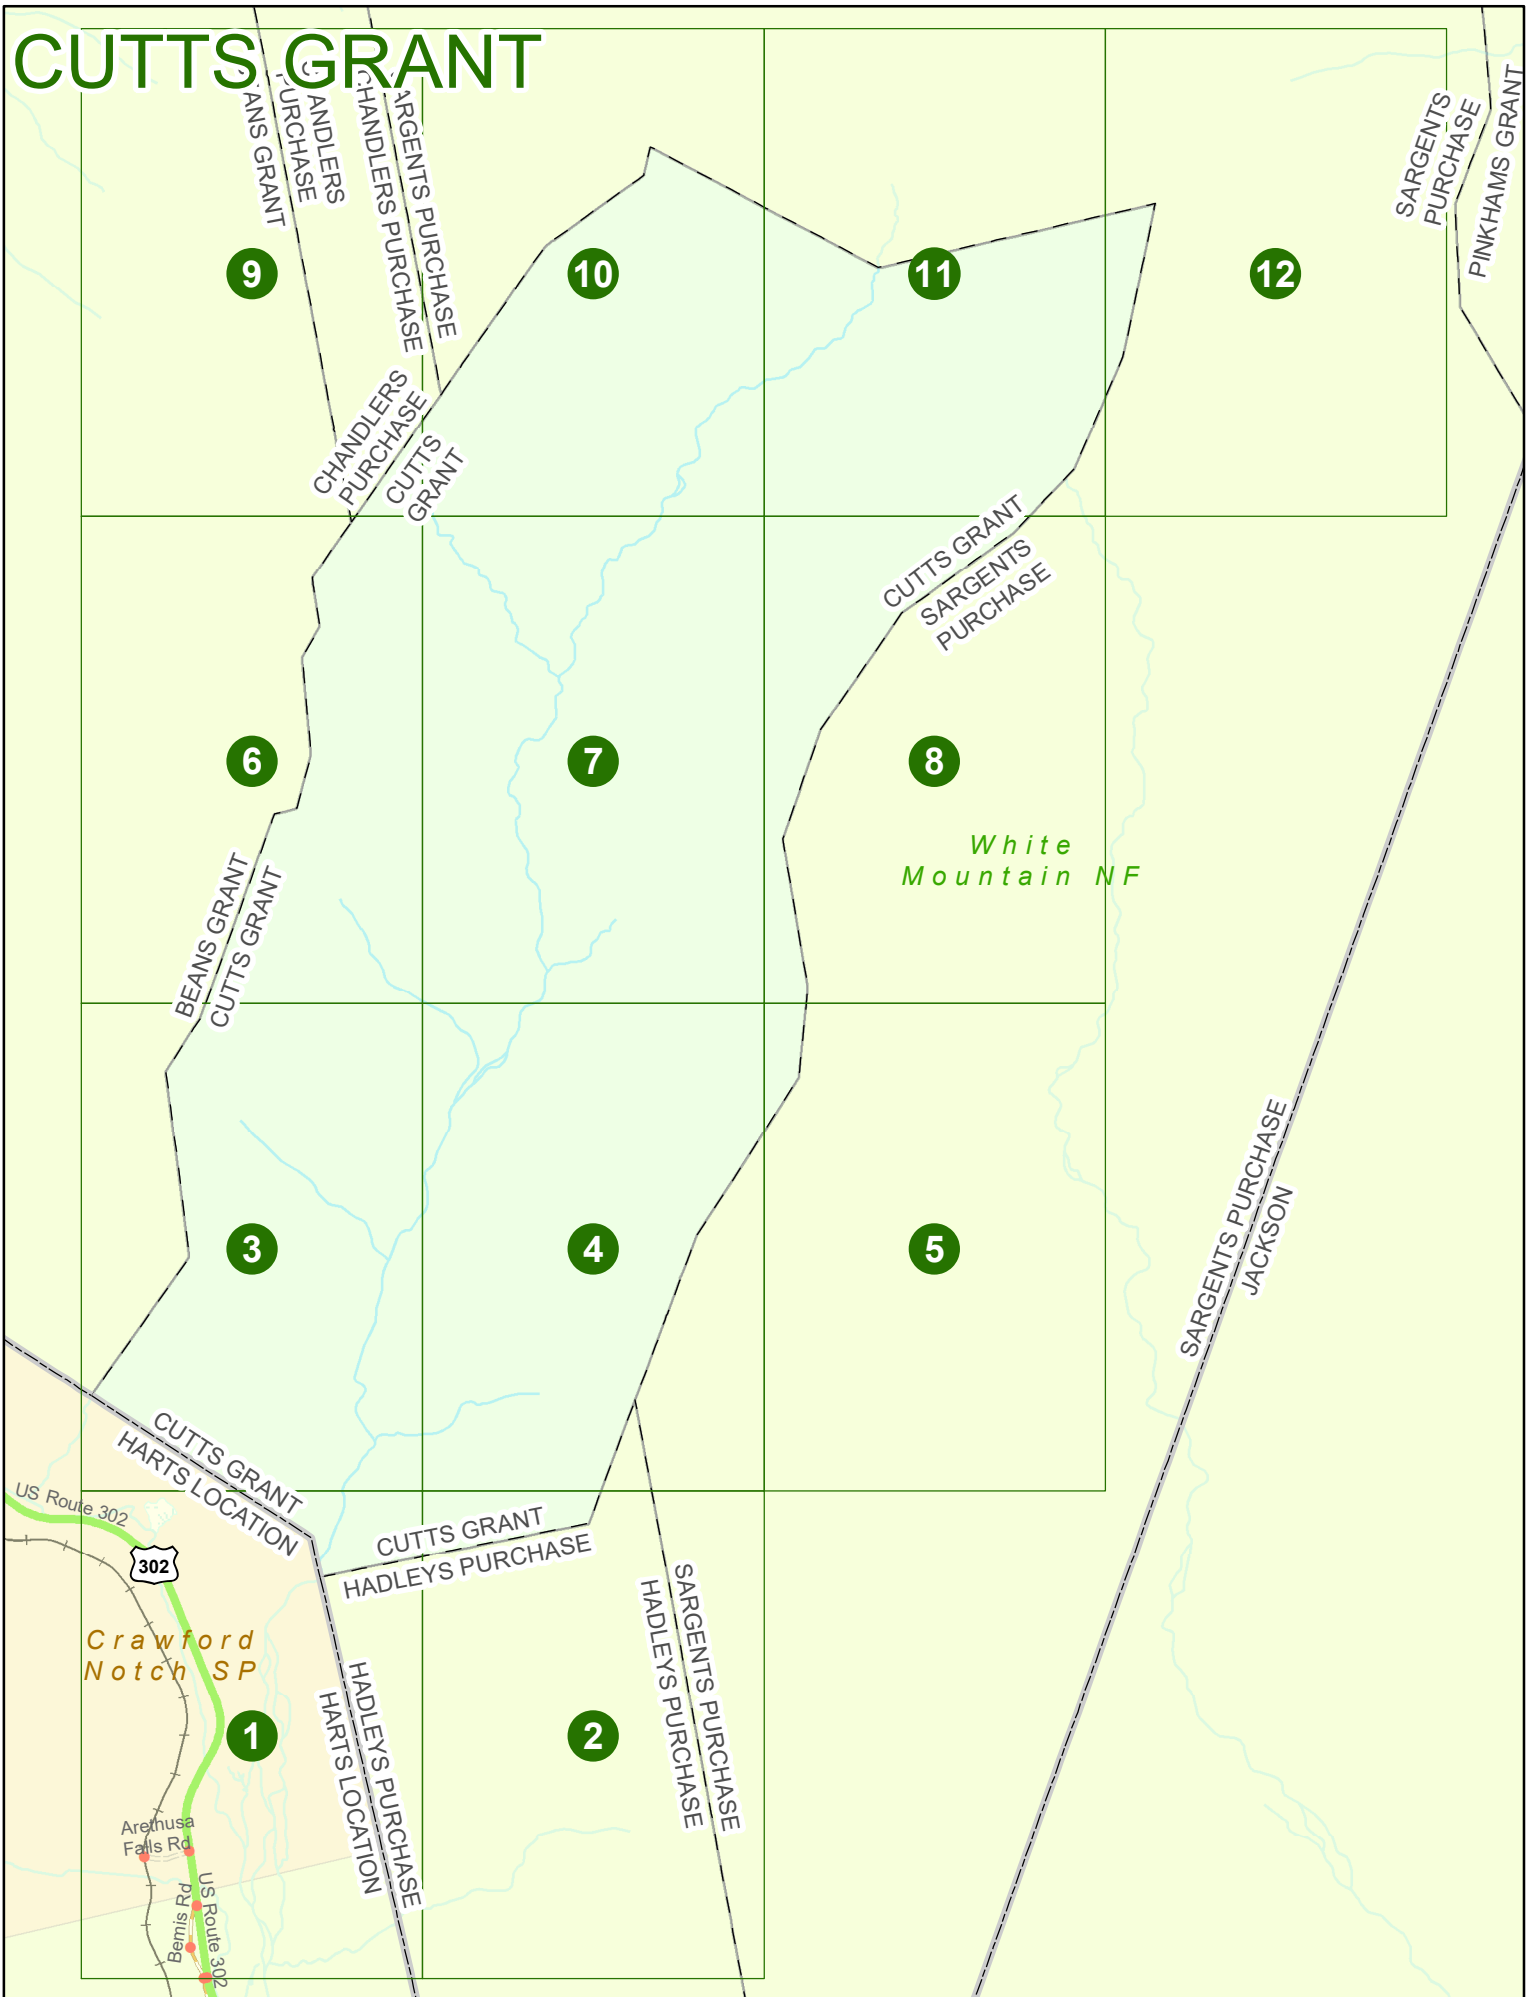 CUTTS GRANT
PURCHASE
CHANDLERS PURCHASE
SARGENTS
PURCHASE
PINKHAMS GRANT
9
10
11
12
CHANDLERS
PURCHASE
CUTTS
GRANT
CUTTS GRANT
SARGENTS
PURCHASE
6
7
8
White
Mountain NF
BEANS GRANT
CUTTS GRANT
SARGENTS PURCHASE
JACKSON
3
4
5
CUTTS GRANT
HARTS LOCATION
US Route 302
302
CUTTS GRANT
HADLEYS PURCHASE
SARGENTS PURCHASE
HADLEYS PURCHASE
Crawford
Notch SP
HADLEYS PURCHASE
HARTS LOCATION
1
2
Arethusa
Falls Rd
Bemis Rd
US Route 302